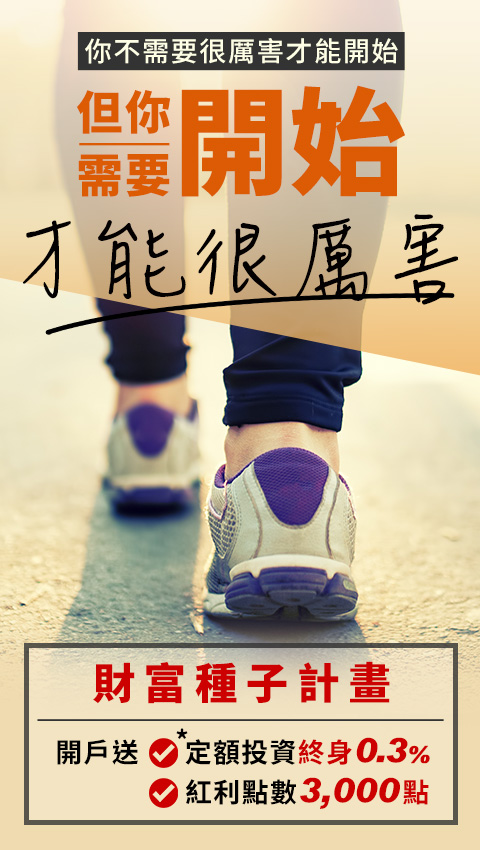 你不需要很厲害才能開始
但你需要開始
才能很厲害
財富種子計畫
開戶送 *定額投資終身0.3%
紅利點數3,000點